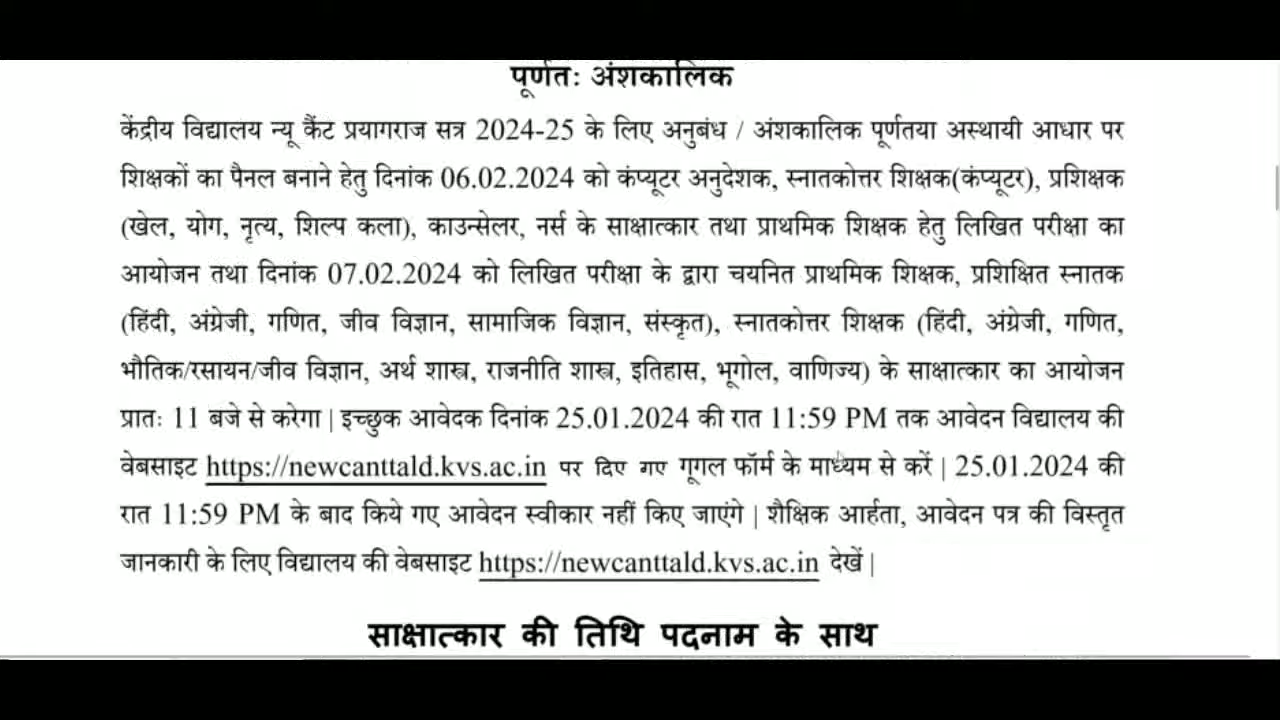 पूर्णतः अंशकालिक
केंद्रीय विद्यालय न्यू कैंट प्रयागराज सत्र 2024-25 के लिए अनुबंध / अंशकालिक पूर्णतया अस्थायी आधार पर
शिक्षकों का पैनल बनाने हेतु दिनांक 06.02.2024 को कंप्यूटर अनुदेशक, स्नातकोत्तर शिक्षक(कंप्यूटर), प्रशिक्षक
(खेल, योग, नृत्य, शिल्प कला), काउन्सेलर, नर्स के साक्षात्कार तथा प्राथमिक शिक्षक हेतु लिखित परीक्षा का
आयोजन तथा दिनांक 07.02.2024 को लिखित परीक्षा के द्वारा चयनित प्राथमिक शिक्षक, प्रशिक्षित स्नातक
(हिंदी, अंग्रेजी, गणित, जीव विज्ञान, सामाजिक विज्ञान, संस्कृत), स्नातकोत्तर शिक्षक (हिंदी, अंग्रेजी, गणित,
भौतिक/रसायन/जीव विज्ञान, अर्थ शास्त्र, राजनीति शास्त्र, इतिहास, भूगोल, वाणिज्य) के साक्षात्कार का आयोजन
प्रातः 11 बजे से करेगा | इच्छुक आवेदक दिनांक 25.01.2024 की रात 11:59 PM तक आवेदन विद्यालय की
वेबसाइट https://newcanttald.kvs.ac.in पर दिए गए गूगल फॉर्म के माध्यम से करें | 25.01.2024 की
रात 11:59 PM के बाद किये गए आवेदन स्वीकार नहीं किए जाएंगे | शैक्षिक आर्हता, आवेदन पत्र की विस्तृत
जानकारी के लिए विद्यालय की वेबसाइट https://newcanttald.kvs.ac.in देखें |
साक्षात्कार की तिथि पदनाम के साथ